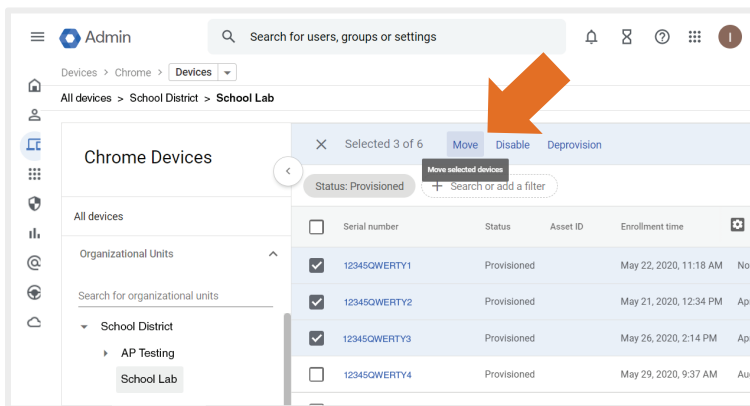 Admin
Search for users, groups or settings
I
Devices > Chrome > Devices
All devices > School District > School Lab
Chrome Devices
Selected 3 of 6 Move Disable Deprovision
Move selected devices
Status: Provisioned + Search or add a filter
All devices
Serial number Status Asset ID Enrollment time
Organizational Units
12345QWERTY1 Provisioned May 22, 2020, 11:18 AM No
Search for organizational units
12345QWERTY2 Provisioned May 21, 2020, 12:34 PM Ap
School District
12345QWERTY3 Provisioned May 26, 2020, 2:14 PM Ap
AP Testing
School Lab
12345QWERTY4 Provisioned May 29, 2020, 9:37 AM Au